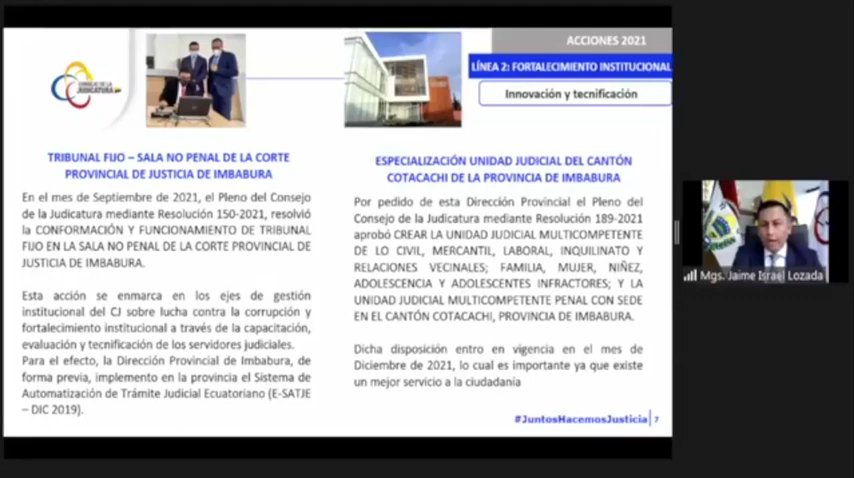 CONSEJO DE LA
JUDICATURA
ACCIONES 2021
LÍNEA 2: FORTALECIMIENTO INSTITUCIONAL
Innovación y tecnificación
TRIBUNAL FIJO – SALA NO PENAL DE LA CORTE
PROVINCIAL DE JUSTICIA DE IMBABURA
En el mes de Septiembre de 2021, el Pleno del Consejo
de la Judicatura mediante Resolución 150-2021, resolvió
la CONFORMACIÓN Y FUNCIONAMIENTO DE TRIBUNAL
FIJO EN LA SALA NO PENAL DE LA CORTE PROVINCIAL DE
JUSTICIA DE IMBABURA.
Esta acción se enmarca en los ejes de gestión
institucional del CJ sobre lucha contra la corrupción y
fortalecimiento institucional a través de la capacitación,
evaluación y tecnificación de los servidores judiciales.
Para el efecto, la Dirección Provincial de Imbabura, de
forma previa, implemento en la provincia el Sistema de
Automatización de Trámite Judicial Ecuatoriano (E-SATJE
– DIC 2019).
ESPECIALIZACIÓN UNIDAD JUDICIAL DEL CANTÓN
COTACACHI DE LA PROVINCIA DE IMBABURA
Por pedido de esta Dirección Provincial el Pleno del
Consejo de la Judicatura mediante Resolución 189-2021
aprobó CREAR LA UNIDAD JUDICIAL MULTICOMPETENTE
DE LO CIVIL, MERCANTIL, LABORAL, INQUILINATO Y
RELACIONES VECINALES; FAMILIA, MUJER, NIÑEZ,
ADOLESCENCIA Y ADOLESCENTES INFRACTORES; Y LA
UNIDAD JUDICIAL MULTICOMPETENTE PENAL CON SEDE
EN EL CANTÓN COTACACHI, PROVINCIA DE IMBABURA.
Dicha disposición entro en vigencia en el mes de
Diciembre de 2021, lo cual es importante ya que existe
un mejor servicio a la ciudadanía
#JuntosHacemosJusticia 7
Mgs. Jaime Israel Lozada